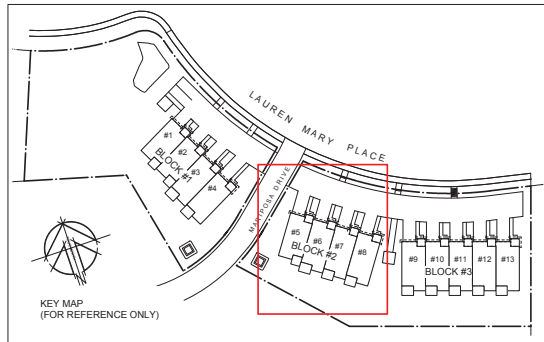 LAUREN MARY PLACE
MARIPOSA DRIVE
#1
#2
#3
#4
BLOCK #1
#5
#6
#7
#8
BLOCK #2
#9
#10
#11
#12
#13
BLOCK #3
KEY MAP
(FOR REFERENCE ONLY)